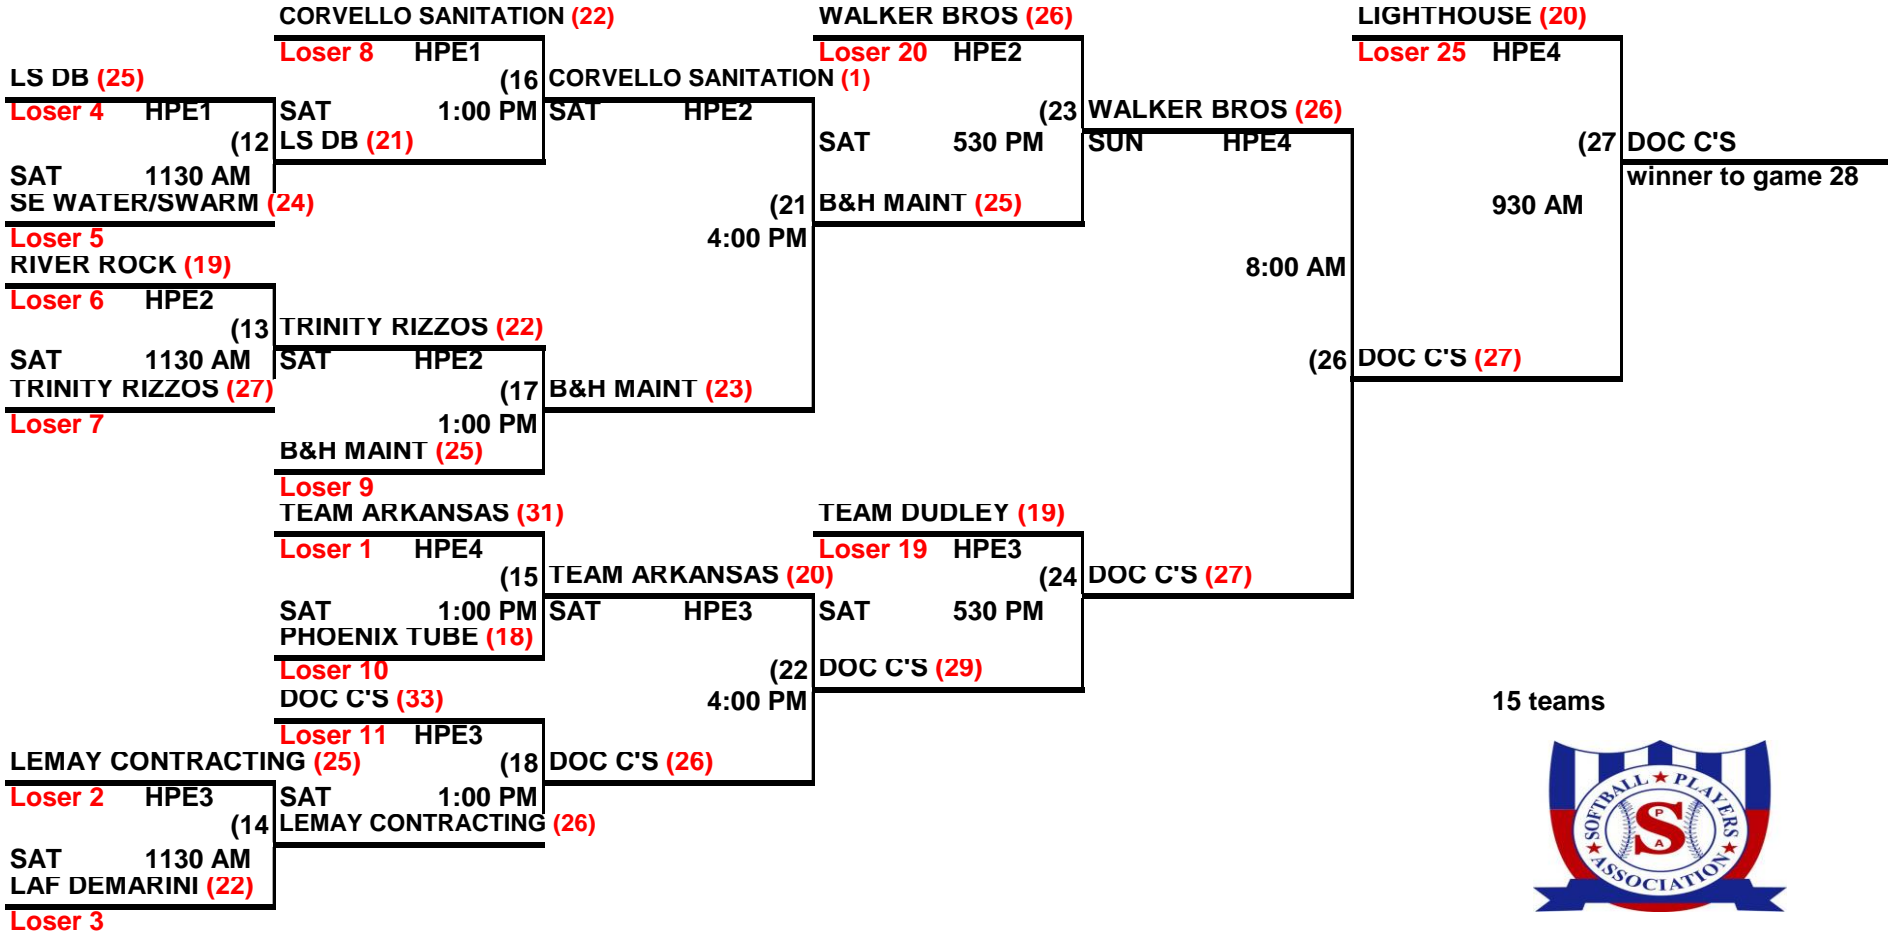 CORVELLO SANITATION (22)
WALKER BROS (26)
LIGHTHOUSE (20)
Loser 8 HPE1
Loser 20 HPE2
Loser 25 HPE4
LS DB (25)
(16 CORVELLO SANITATION (1)
Loser 4 HPE1
SAT 1:00 PM
SAT HPE2
(23 WALKER BROS (26)
(12 LS DB (21)
SAT 530 PM
SUN HPE4
(27 DOC C'S
SAT 1130 AM
winner to game 28
SE WATER/SWARM (24)
(21 B&H MAINT (25)
930 AM
Loser 5
4:00 PM
RIVER ROCK (19)
8:00 AM
Loser 6 HPE2
(13 TRINITY RIZZOS (22)
SAT 1130 AM
SAT HPE2
(26 DOC C'S (27)
TRINITY RIZZOS (27)
(17 B&H MAINT (23)
Loser 7
1:00 PM
B&H MAINT (25)
Loser 9
TEAM ARKANSAS (31)
TEAM DUDLEY (19)
Loser 1 HPE4
Loser 19 HPE3
(15 TEAM ARKANSAS (20)
(24 DOC C'S (27)
SAT 1:00 PM
SAT HPE3
SAT 530 PM
PHOENIX TUBE (18)
Loser 10
(22 DOC C'S (29)
DOC C'S (33)
4:00 PM
15 teams
Loser 11 HPE3
LEMAY CONTRACTING (25)
(18 DOC C'S (26)
Loser 2 HPE3
SAT 1:00 PM
(14 LEMAY CONTRACTING (26)
SAT 1130 AM
LAF DEMARINI (22)
Loser 3
SOFTBALL PLAYERS
P
S
A
ASSOCIATION